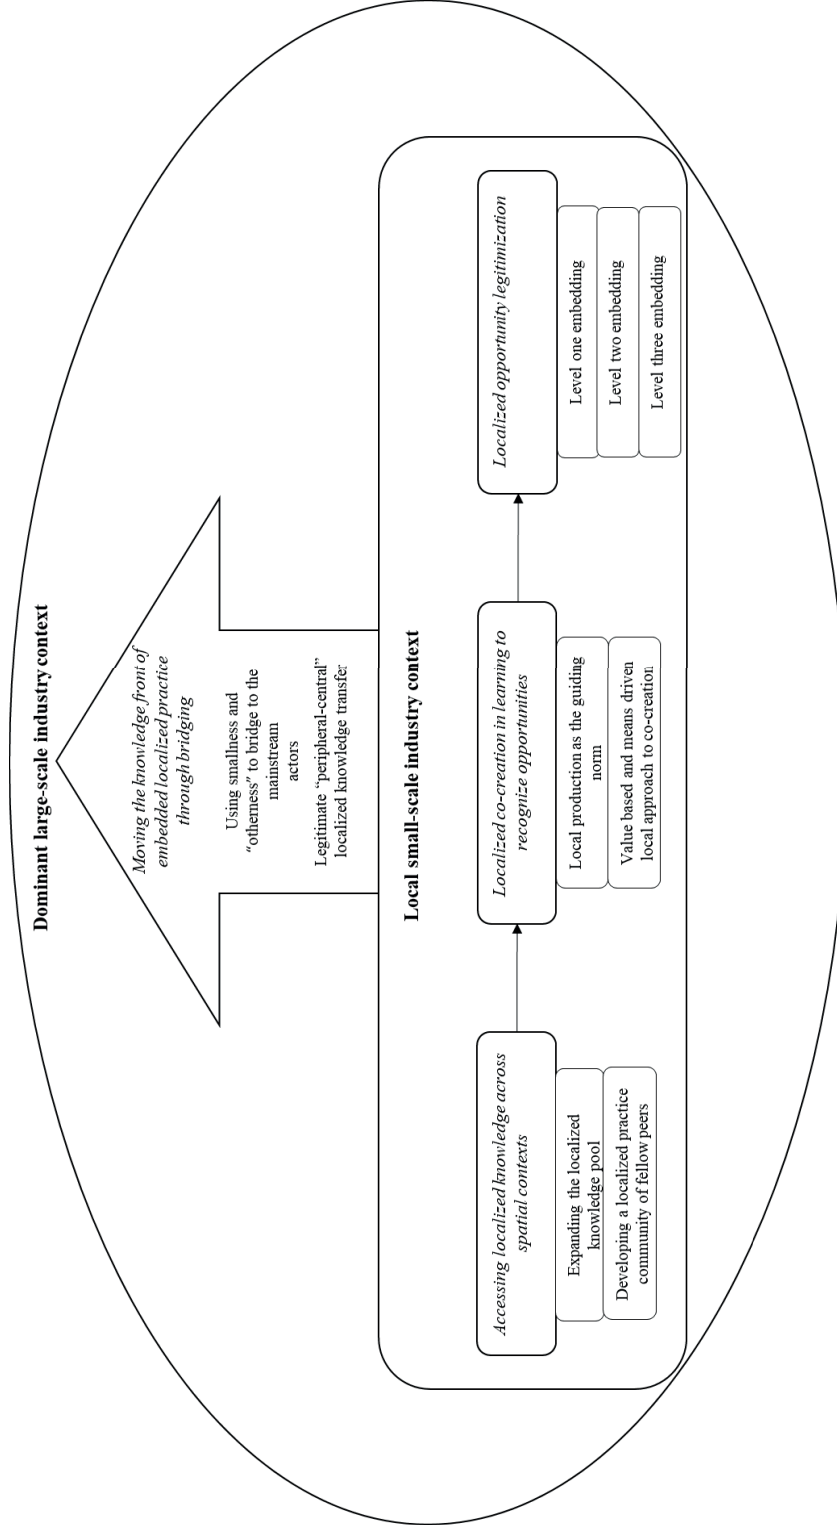 Dominant large-scale industry context
Moving the knowledge front of
embedded localized practice
through bridging
Using smallness and
“otherness” to bridge to the
mainstream
actors
Legitimate “peripheral-central”
localized knowledge transfer
Local small-scale industry context
Accessing localized knowledge across
spatial contexts
Expanding the localized
knowledge pool
Developing a localized practice
community of fellow peers
Localized co-creation in learning to
recognize opportunities
Local production as the guiding
norm
Value based and means driven
local approach to co-creation
Localized opportunity legitimization
Level one embedding
Level two embedding
Level three embedding